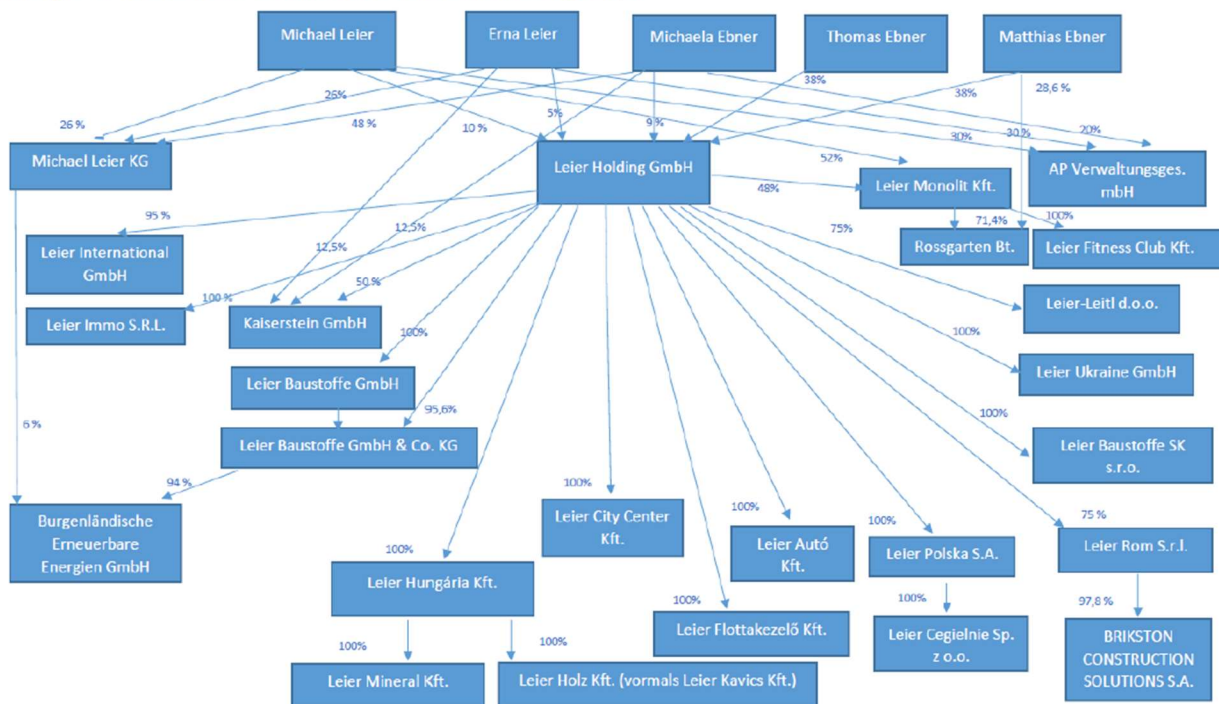 Michael Leier
Erna Leier
Michaela Ebner
Thomas Ebner
Matthias Ebner
38%
26%
38%
28,6 %
5%
26 %
48 %
10 %
9 %
30%
30 %
20%
Michael Leier KG
Leier Holding GmbH
52%
48%
Leier Monolit Kft.
AP Verwaltungsges.
mbH
95 %
12,5%
12,5%
75%
71,4%
100%
Leier International
GmbH
Rossgarten Bt.
Leier Fitness Club Kft.
100 %
50 %
Leier Immo S.R.L.
Kaiserstein GmbH
Leier-Leitl d.o.o.
100%
100%
Leier Baustoffe GmbH
Leier Ukraine GmbH
95,6%
6 %
100%
Leier Baustoffe GmbH & Co. KG
Leier Baustoffe SK
s.r.o.
94 %
100%
Leier City Center
Kft.
Burgenländische
Erneuerbare
Energien GmbH
100%
Leier Autó
Kft.
100%
Leier Polska S.A.
75 %
Leier Rom S.r.l.
100%
Leier Hungária Kft.
100%
Leier Flottakezelő Kft.
100%
Leier Cegielnie Sp.
z o.o.
97,8 %
BRIKSTON
CONSTRUCTION
SOLUTIONS S.A.
100%
Leier Mineral Kft.
100%
Leier Holz Kft. (vormals Leier Kavics Kft.)